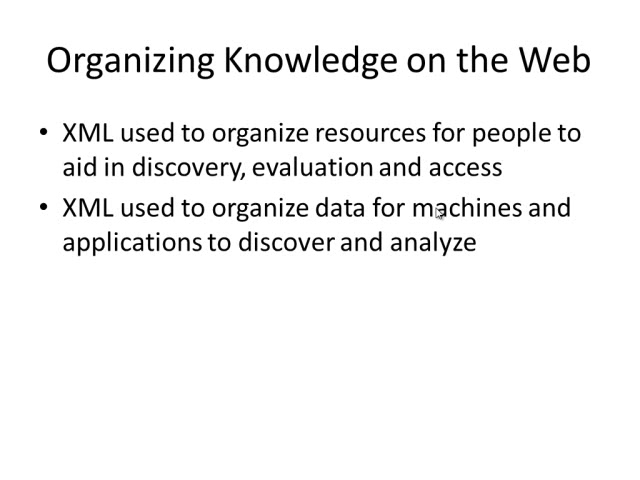 Organizing Knowledge on the Web
• XML used to organize resources for people to
aid in discovery, evaluation and access
• XML used to organize data for machines and
applications to discover and analyze